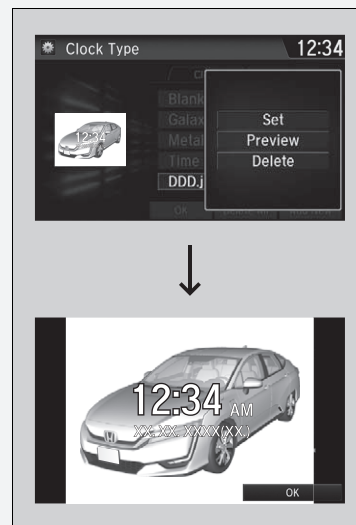 Clock Type
12:34
Blank
Galax
Metal
Time
DDD.j
Set
Preview
Delete
12:34
OK
12:34 AM
XX, XX, XXXX(XX.)
OK